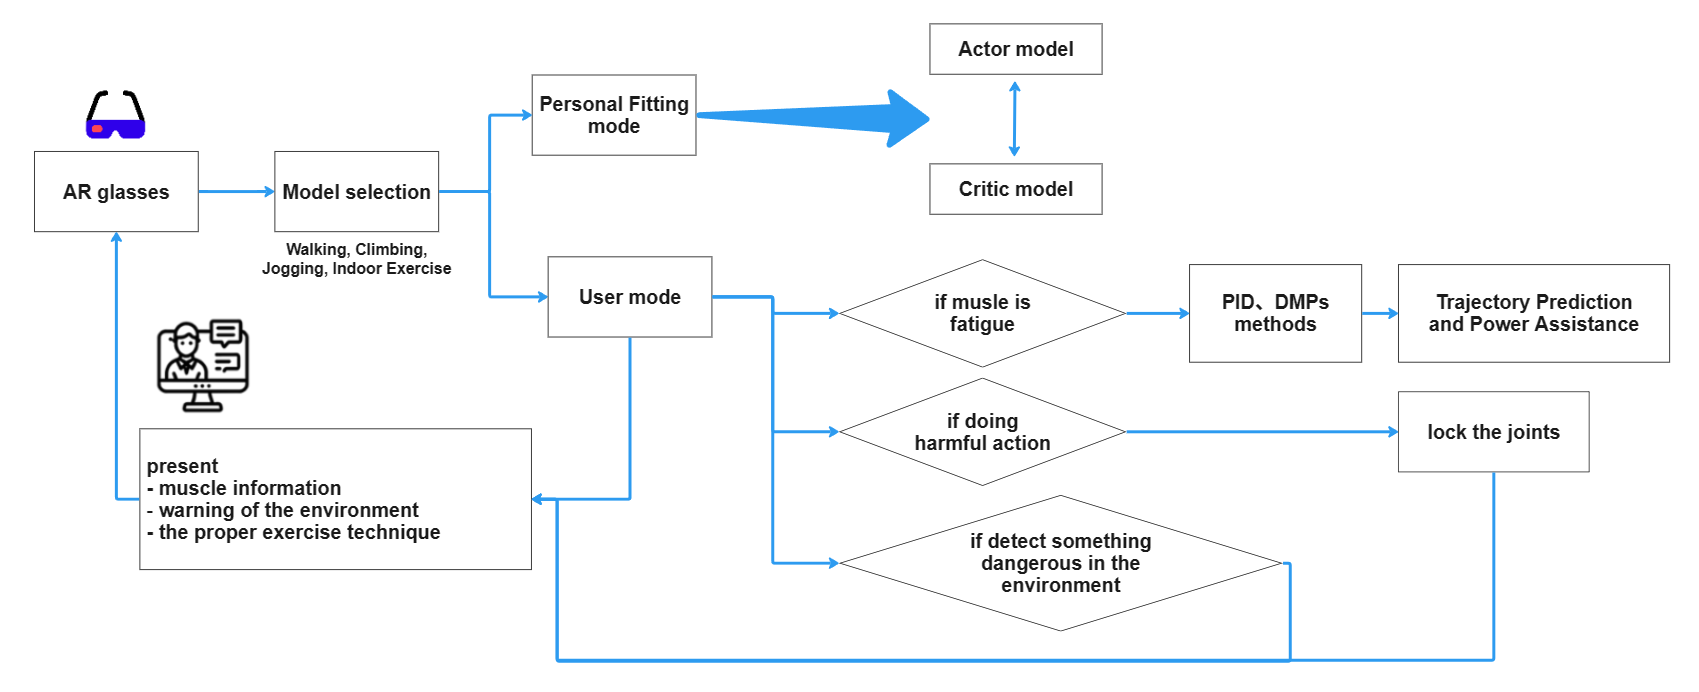 Actor model
Personal Fitting
mode
AR glasses
Model selection
Critic model
Walking, Climbing,
Jogging, Indoor Exercise
User mode
if musle is
fatigue
PID、DMPs
methods
Trajectory Prediction
and Power Assistance
if doing
harmful action
lock the joints
present
- muscle information
- warning of the environment
- the proper exercise technique
if detect something
dangerous in the
environment